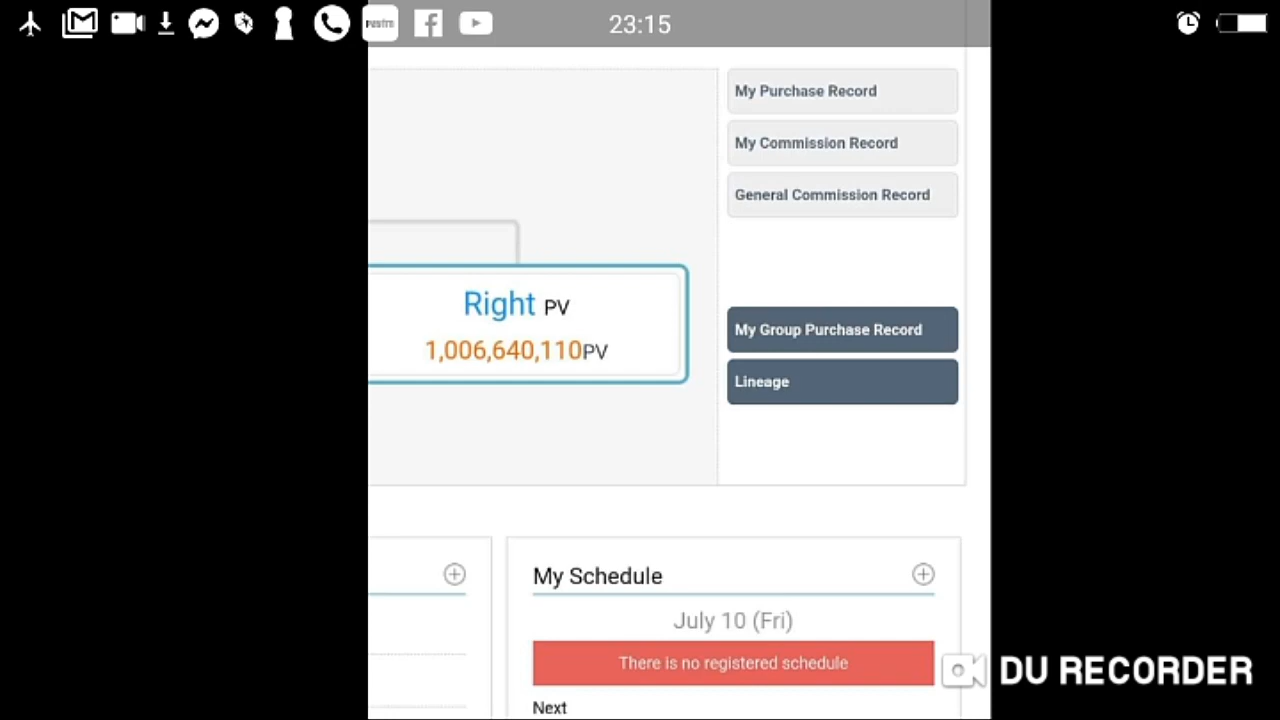 paytm
23:15
My Purchase Record
My Commission Record
General Commission Record
Right PV
1,006,640,110PV
My Group Purchase Record
Lineage
My Schedule
July 10 (Fri)
There is no registered schedule
Next
DU RECORDER